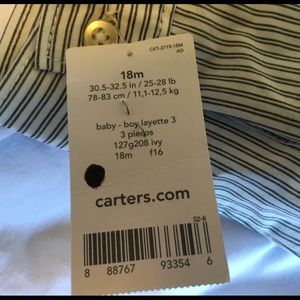 CKT-2719-18M
AD
18m
30.5-32.5 in / 25-28 lb
78-83 cm / 11,1-12,5 kg
baby - boy layette 3
3 pieces
127g208 ivy
18m f16
carters.com
S2-6
8 88767 93354 6